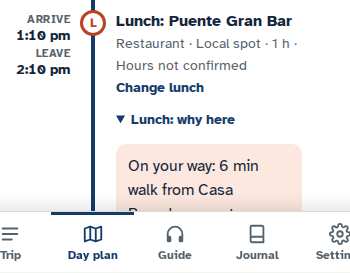 ARRIVE
1:10 pm
LEAVE
2:10 pm
L
Lunch: Puente Gran Bar
Restaurant · Local spot · 1 h ·
Hours not confirmed
Change lunch
▼ Lunch: why here
On your way: 6 min
walk from Casa
Trip
Day plan
Guide
Journal